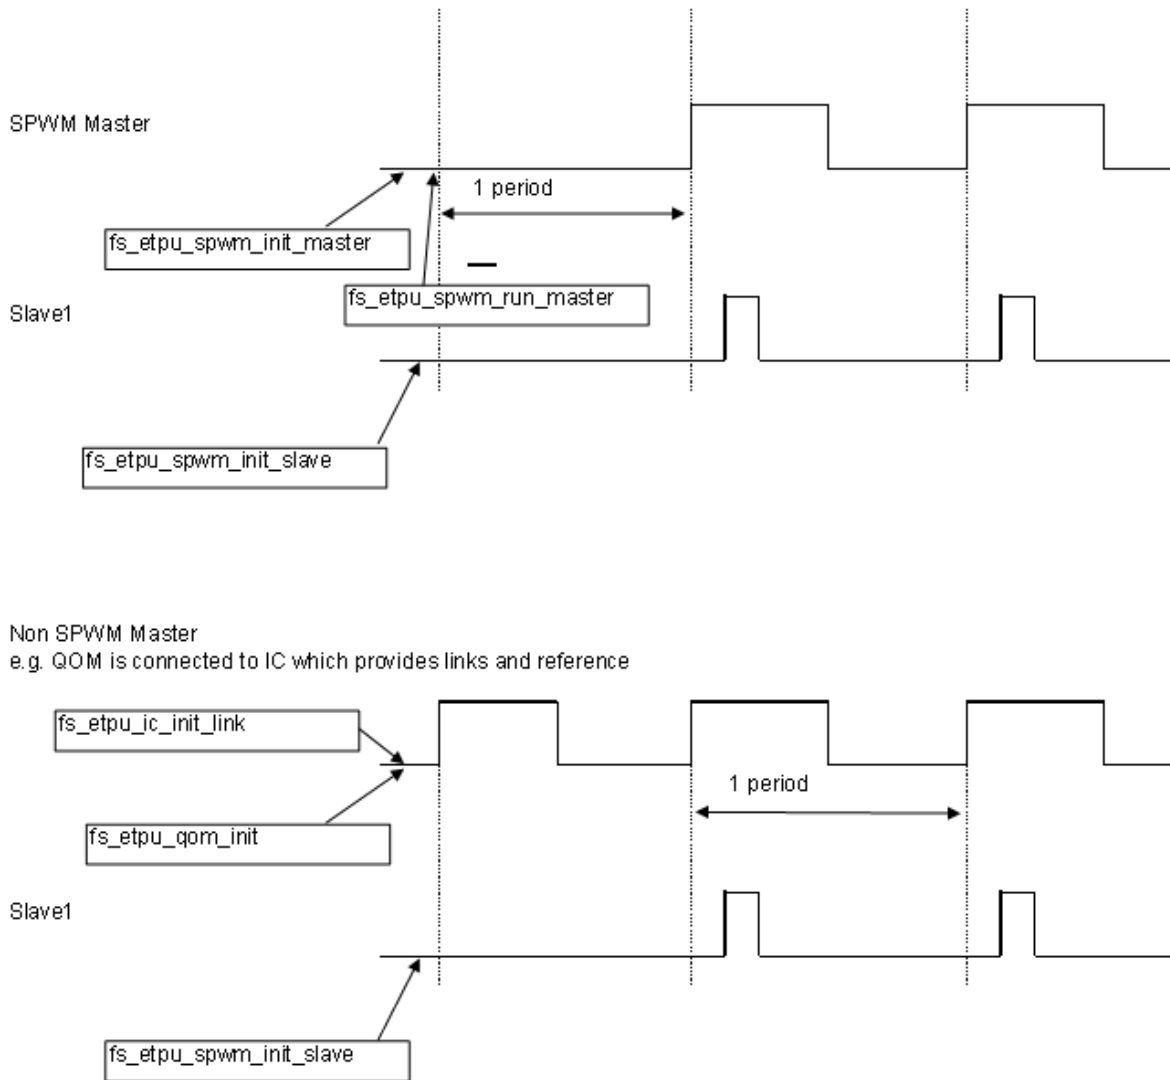 SPWM Master
1 period
fs_etpu_spwm_init_master
fs_etpu_spwm_run_master
Slave1
fs_etpu_spwm_init_slave
Non SPWM Master
e.g. QOM is connected to IC which provides links and reference
fs_etpu_ic_init_link
1 period
fs_etpu_qom_init
Slave1
fs_etpu_spwm_init_slave